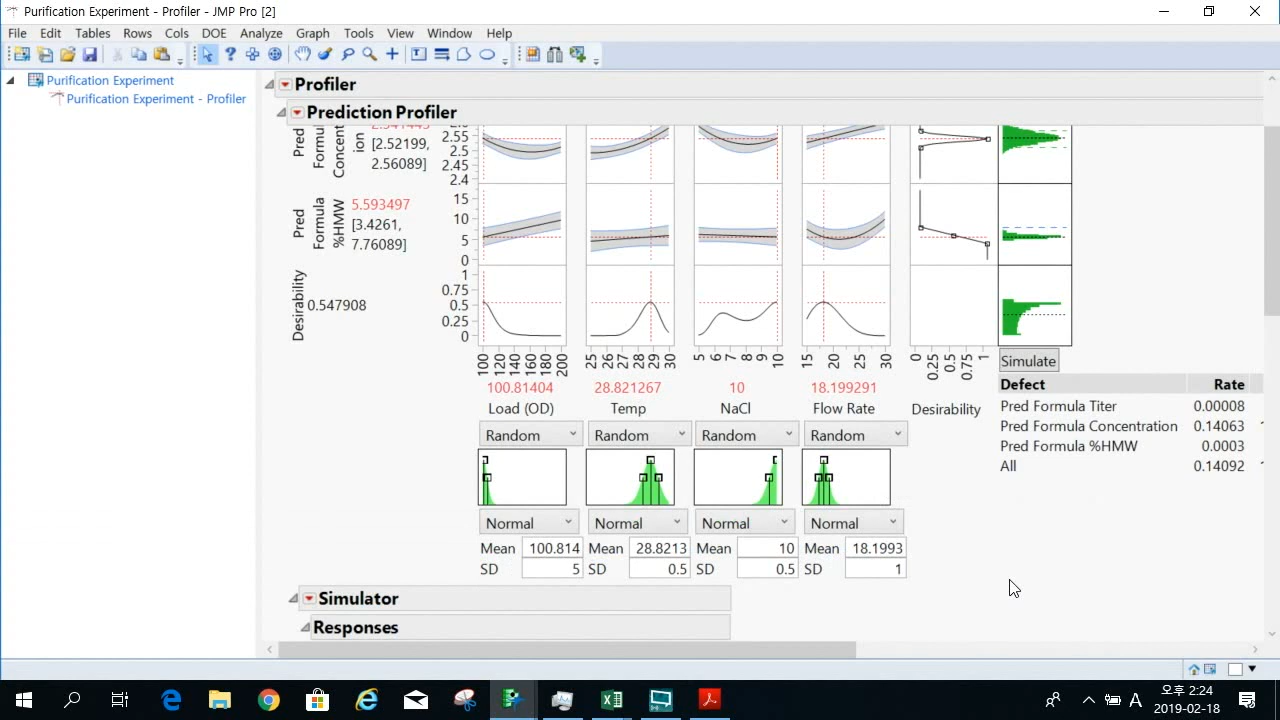 Purification Experiment - Profiler - JMP Pro [2]
File Edit Tables Rows Cols DOE Analyze Graph Tools View Window Help
Purification Experiment
Purification Experiment - Profiler
Profiler
Prediction Profiler
Pred
Formula
ion
[2.52199,
2.56089]
2.55
2.5
2.45
2.4
Pred
Formula
%HMW
5.593497
[3.4261,
7.76089]
15
10
5
0
Desirability
0.547908
1
0.75
0.5
0.25
0
100 120 140 160 180 200 25 26 27 28 29 30 5 6 7 8 9 10 15 20 25 30 0 0.25 0.5 0.75 1
Simulate
100.81404 28.821267 10 18.199291
Load (OD) Temp NaCl Flow Rate Desirability
Defect Rate
Pred Formula Titer 0.00008
Pred Formula Concentration 0.14063
Pred Formula %HMW 0.0003
All 0.14092
Random Random Random Random
Normal Normal Normal Normal
Mean 100.814 Mean 28.8213 Mean 10 Mean 18.1993
SD 5 SD 0.5 SD 0.5 SD 1
Simulator
Responses
A
오후 2:24
2019-02-18